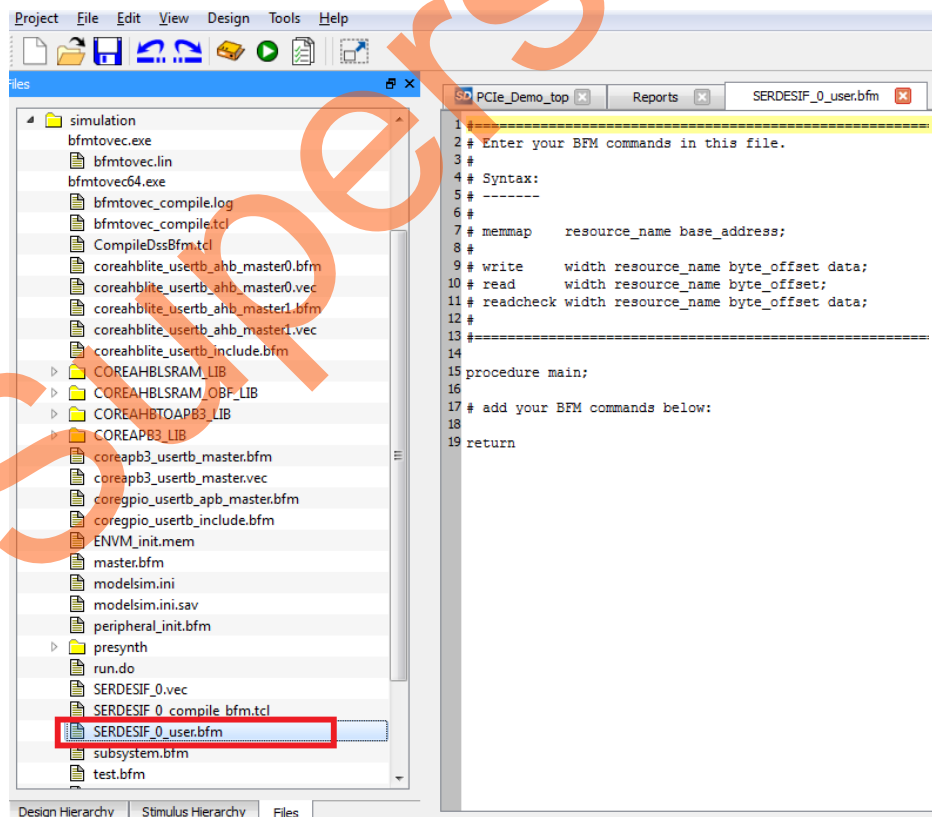 Project File Edit View Design Tools Help
Files
simulation
bfmtovec.exe
bfmtovec.lin
bfmtovec64.exe
bfmtovec_compile.log
bfmtovec_compile.tcl
CompileDssBfm.tcl
coreahblite_usertb_ahb_master0.bfm
coreahblite_usertb_ahb_master0.vec
coreahblite_usertb_ahb_master1.bfm
coreahblite_usertb_ahb_master1.vec
coreahblite_usertb_include.bfm
COREAHBLSRAM_LIB
COREAHBLSRAM_OBF_LIB
COREAHBTOAPB3_LIB
COREAPB3_LIB
coreapb3_usertb_master.bfm
coreapb3_usertb_master.vec
coregpio_usertb_apb_master.bfm
coregpio_usertb_include.bfm
ENVM_init.mem
master.bfm
modelsim.ini
modelsim.ini.sav
peripheral_init.bfm
presynth
run.do
SERDESIF_0.vec
SERDESIF_0_compile_bfm.tcl
SERDESIF_0_user.bfm
subsystem.bfm
test.bfm
Design Hierarchy Stimulus Hierarchy Files
SD PCIe_Demo_top Reports SERDESIF_0_user.bfm
1 #=========================================================
2 # Enter your BFM commands in this file.
3 #
4 # Syntax:
5 # -------
6 #
7 # memmap    resource_name base_address;
8 #
9 # write     width resource_name byte_offset data;
10 # read      width resource_name byte_offset;
11 # readcheck width resource_name byte_offset data;
12 #
13 #=========================================================
14
15 procedure main;
16
17 # add your BFM commands below:
18
19 return
Supers